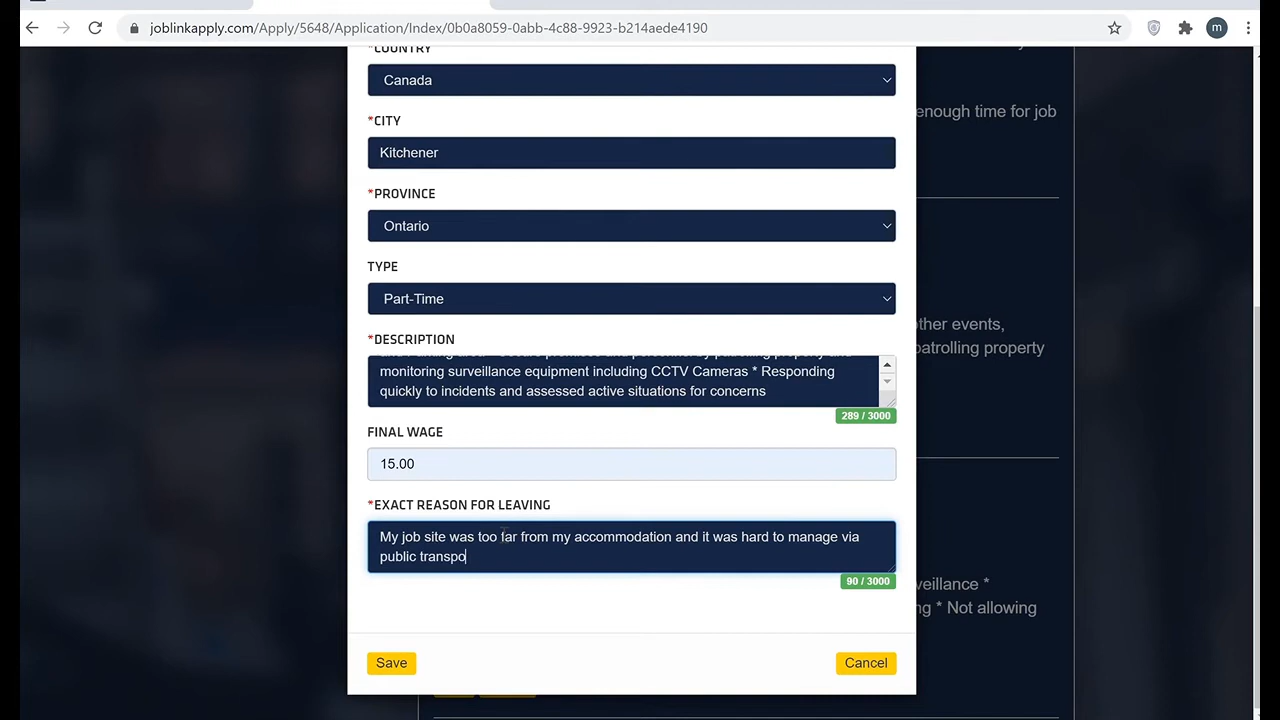 joblinkapply.com/Apply/5648/Application/Index/0b0a8059-0abb-4c88-9923-b214aede4190
m
*COUNTRY
Canada
enough time for job
*CITY
Kitchener
*PROVINCE
Ontario
TYPE
Part-Time
other events,
patrolling property
*DESCRIPTION
monitoring surveillance equipment including CCTV Cameras * Responding
quickly to incidents and assessed active situations for concerns
289 / 3000
FINAL WAGE
15.00
*EXACT REASON FOR LEAVING
My job site was too far from my accommodation and it was hard to manage via
public transpo
90 / 3000
veillance *
ng * Not allowing
Save
Cancel